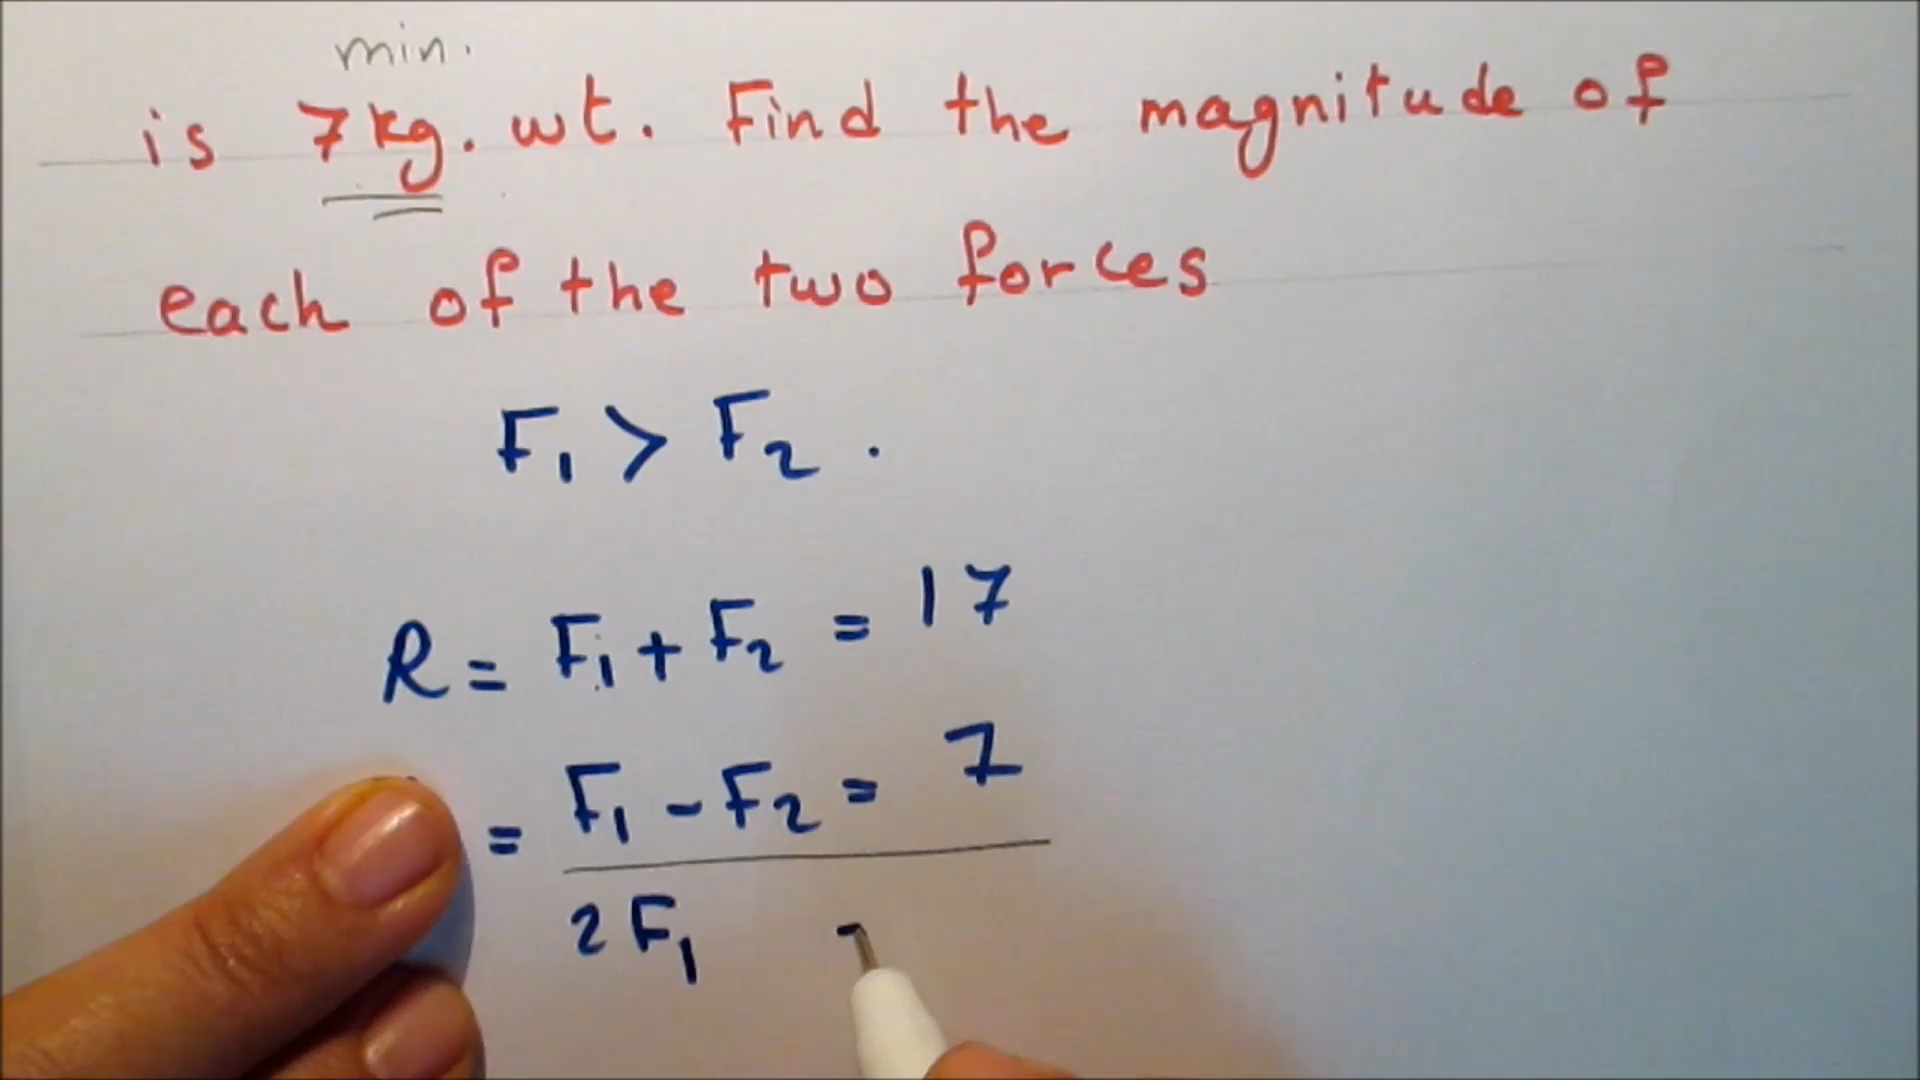 min.
is 7kg. wt. Find the magnitude of
each of the two forces
F₁ > F₂ .
R = F₁ + F₂ = 17
= F₁ - F₂ = 7
2F₁ -